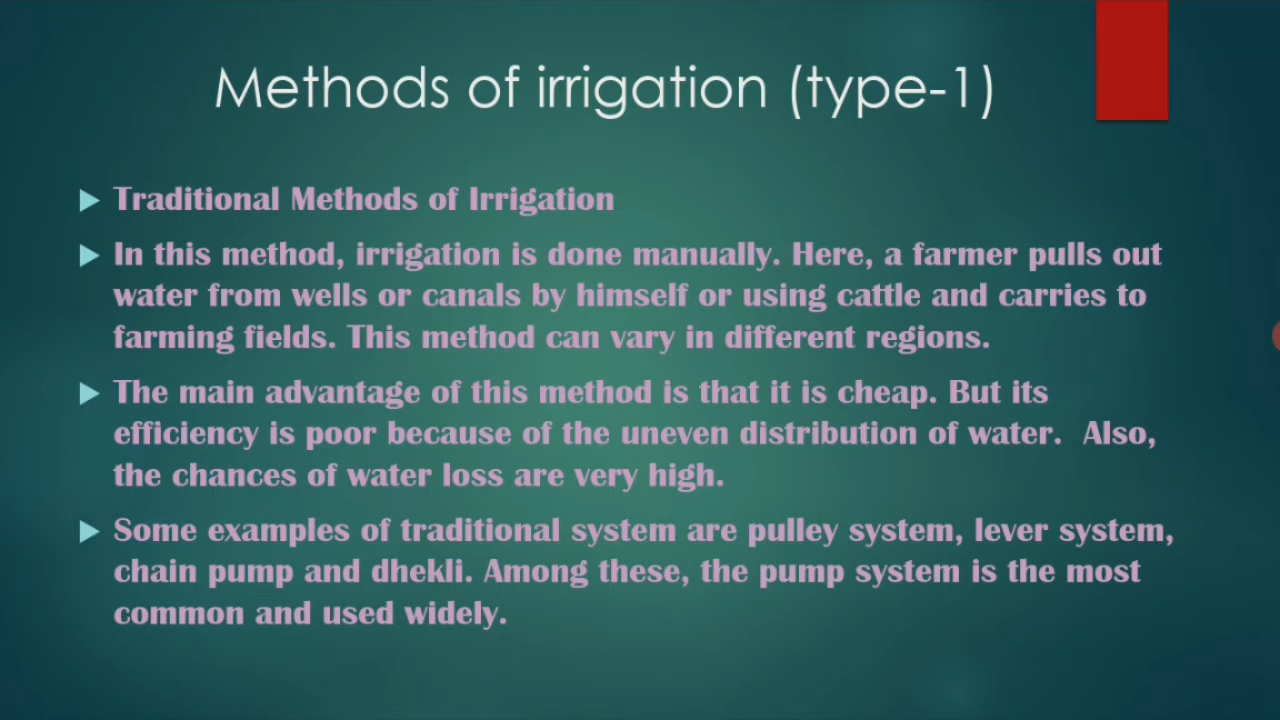 Methods of irrigation (type-1)
Traditional Methods of Irrigation
In this method, irrigation is done manually. Here, a farmer pulls out
water from wells or canals by himself or using cattle and carries to
farming fields. This method can vary in different regions.
The main advantage of this method is that it is cheap. But its
efficiency is poor because of the uneven distribution of water.  Also,
the chances of water loss are very high.
Some examples of traditional system are pulley system, lever system,
chain pump and dhekli. Among these, the pump system is the most
common and used widely.